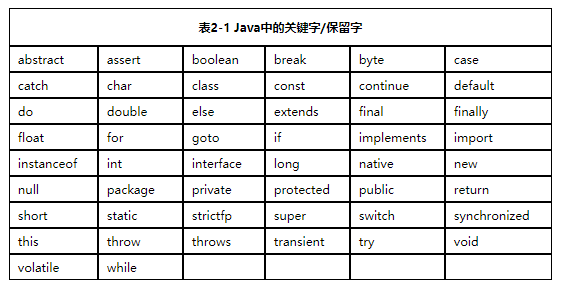 表2-1 Java中的关键字/保留字
abstract assert boolean break byte case
catch char class const continue default
do double else extends final finally
float for goto if implements import
instanceof int interface long native new
null package private protected public return
short static strictfp super switch synchronized
this throw throws transient try void
volatile while